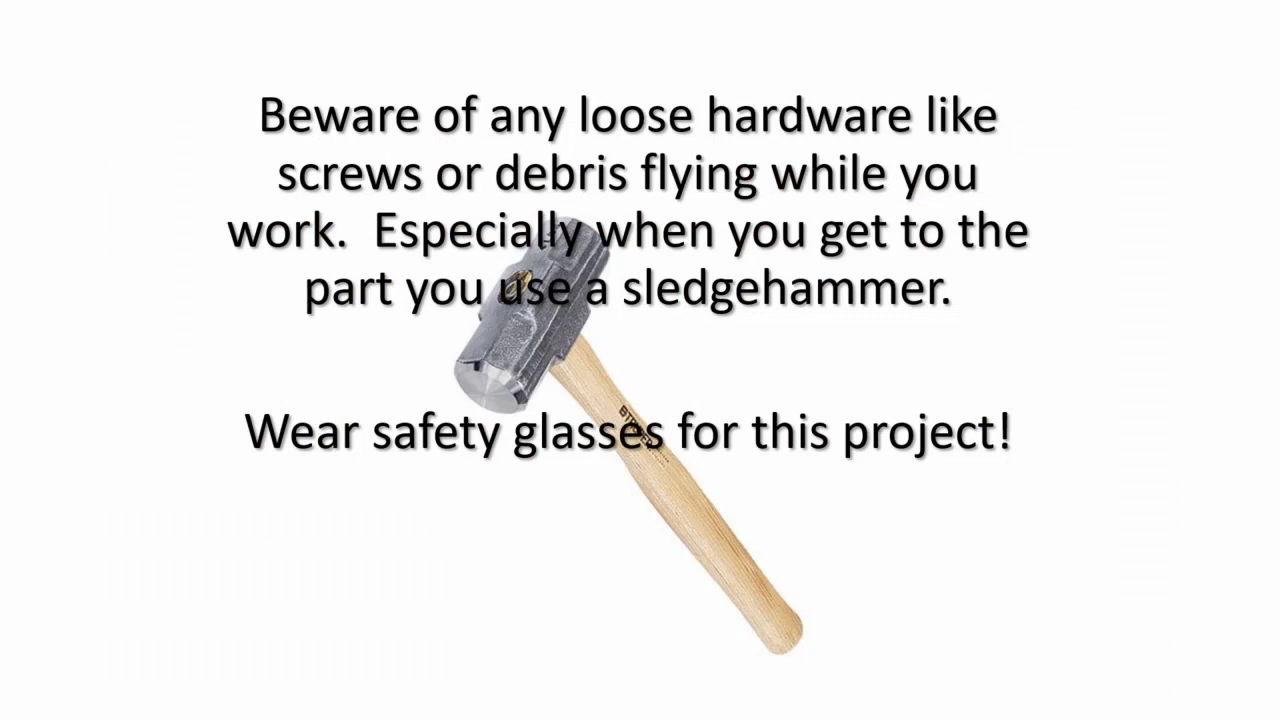 Beware of any loose hardware like
screws or debris flying while you
work.  Especially when you get to the
part you use a sledgehammer.
Wear safety glasses for this project!